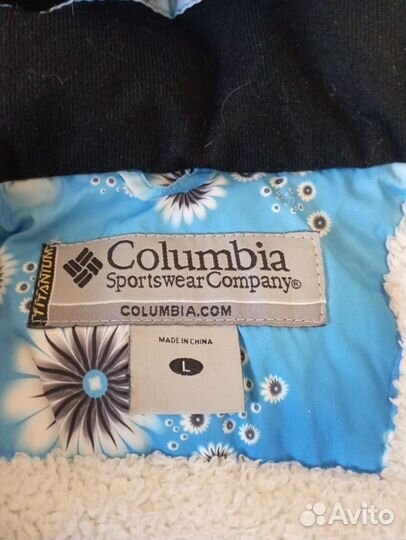 TITANIUM
Columbia
Sportswear Company®
COLUMBIA.COM
MADE IN CHINA
L
Avito